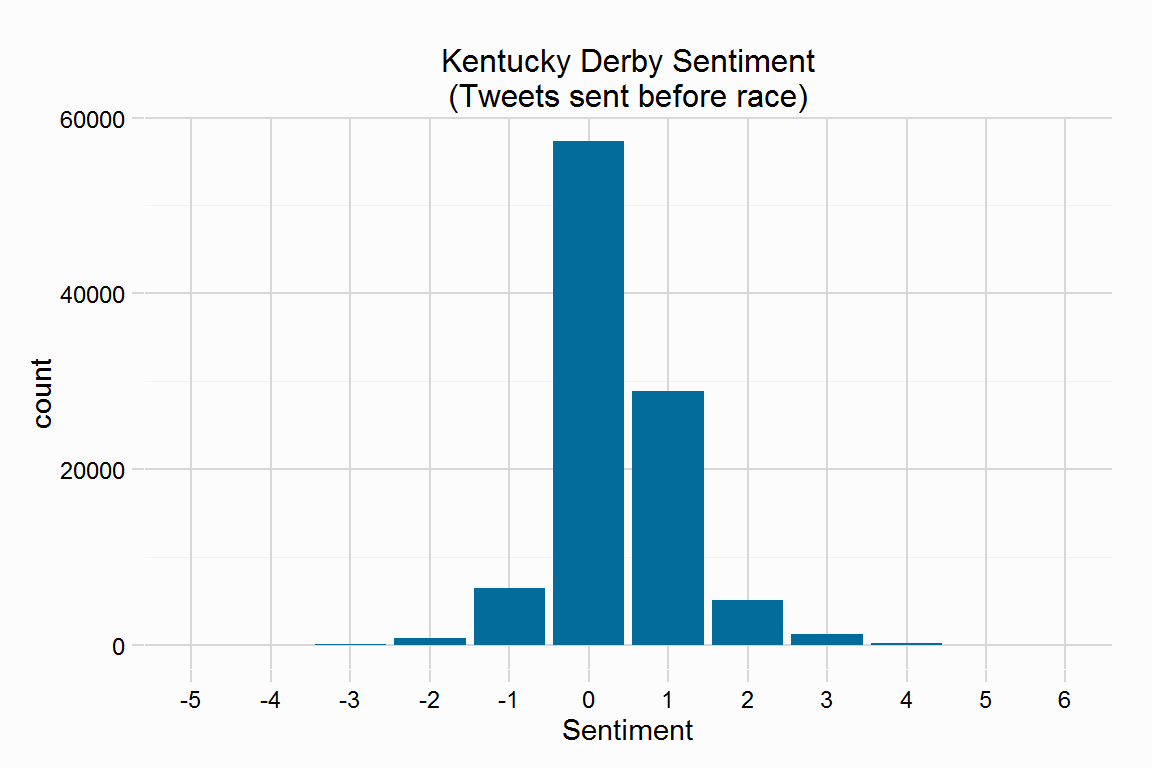 Kentucky Derby Sentiment
(Tweets sent before race)
60000
40000
20000
0
count
-5 -4 -3 -2 -1 0 1 2 3 4 5 6
Sentiment